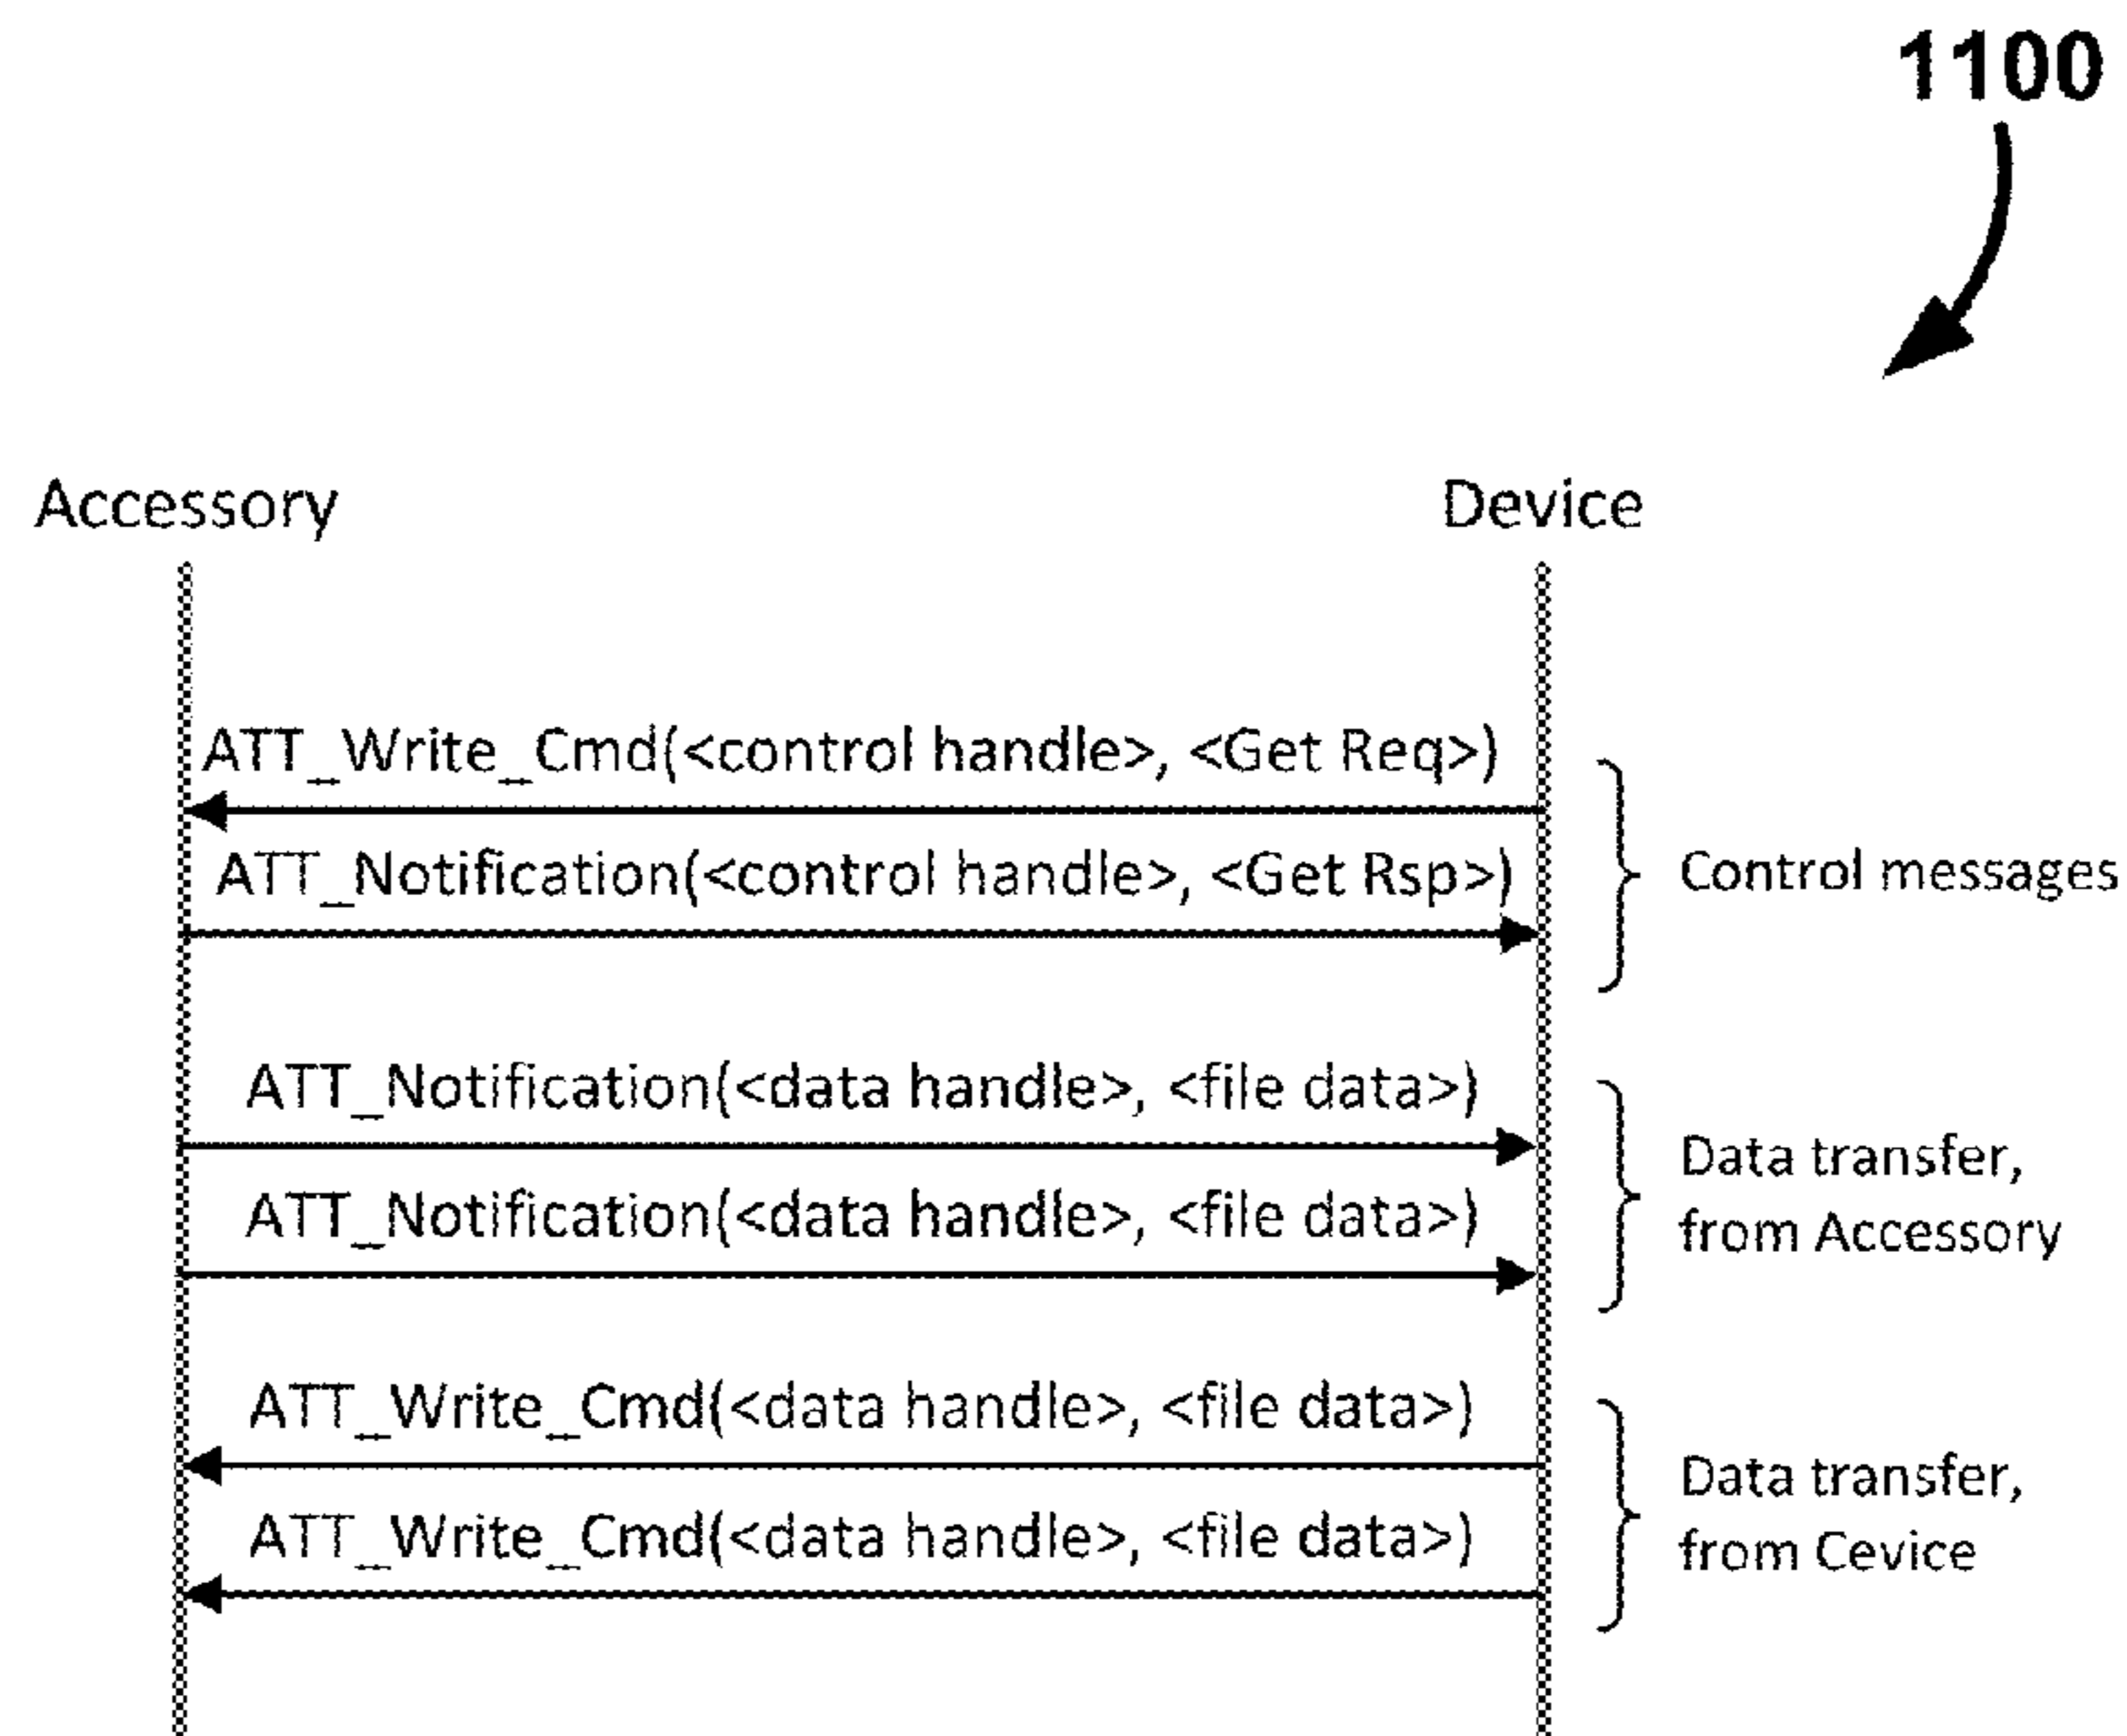 1100
Accessory
Device
ATT_Write_Cmd(<control handle>, <Get Req>)
ATT_Notification(<control handle>, <Get Rsp>)
Control messages
ATT_Notification(<data handle>, <file data>)
ATT_Notification(<data handle>, <file data>)
Data transfer,
from Accessory
ATT_Write_Cmd(<data handle>, <file data>)
ATT_Write_Cmd(<data handle>, <file data>)
Data transfer,
from Cevice